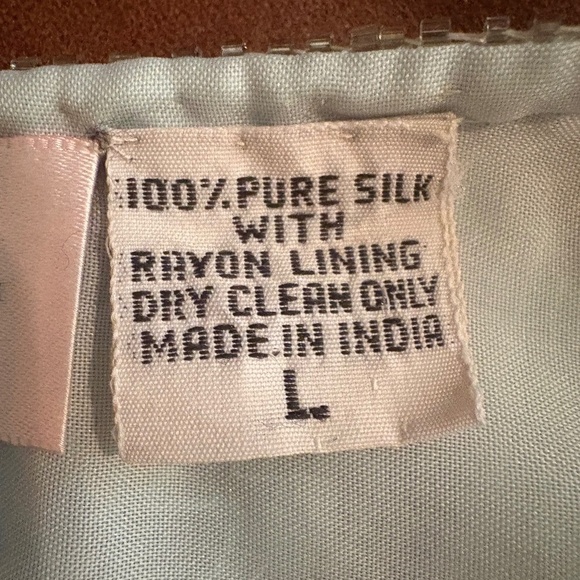 100% PURE SILK
WITH
RAYON LINING
DRY CLEAN ONLY
MADE.IN INDIA
L